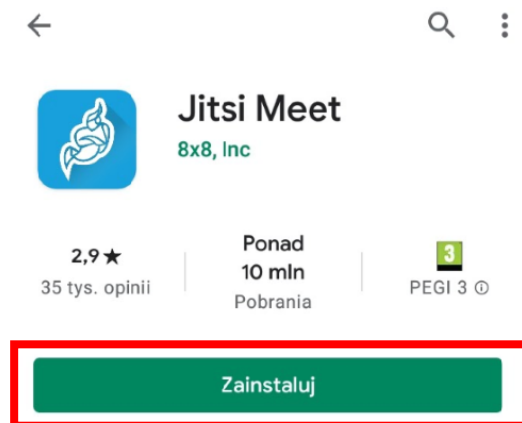 Jitsi Meet
8x8, Inc
2,9★
35 tys. opinii
Ponad
10 mln
Pobrania
3
PEGI 3 ⓘ
Zainstaluj